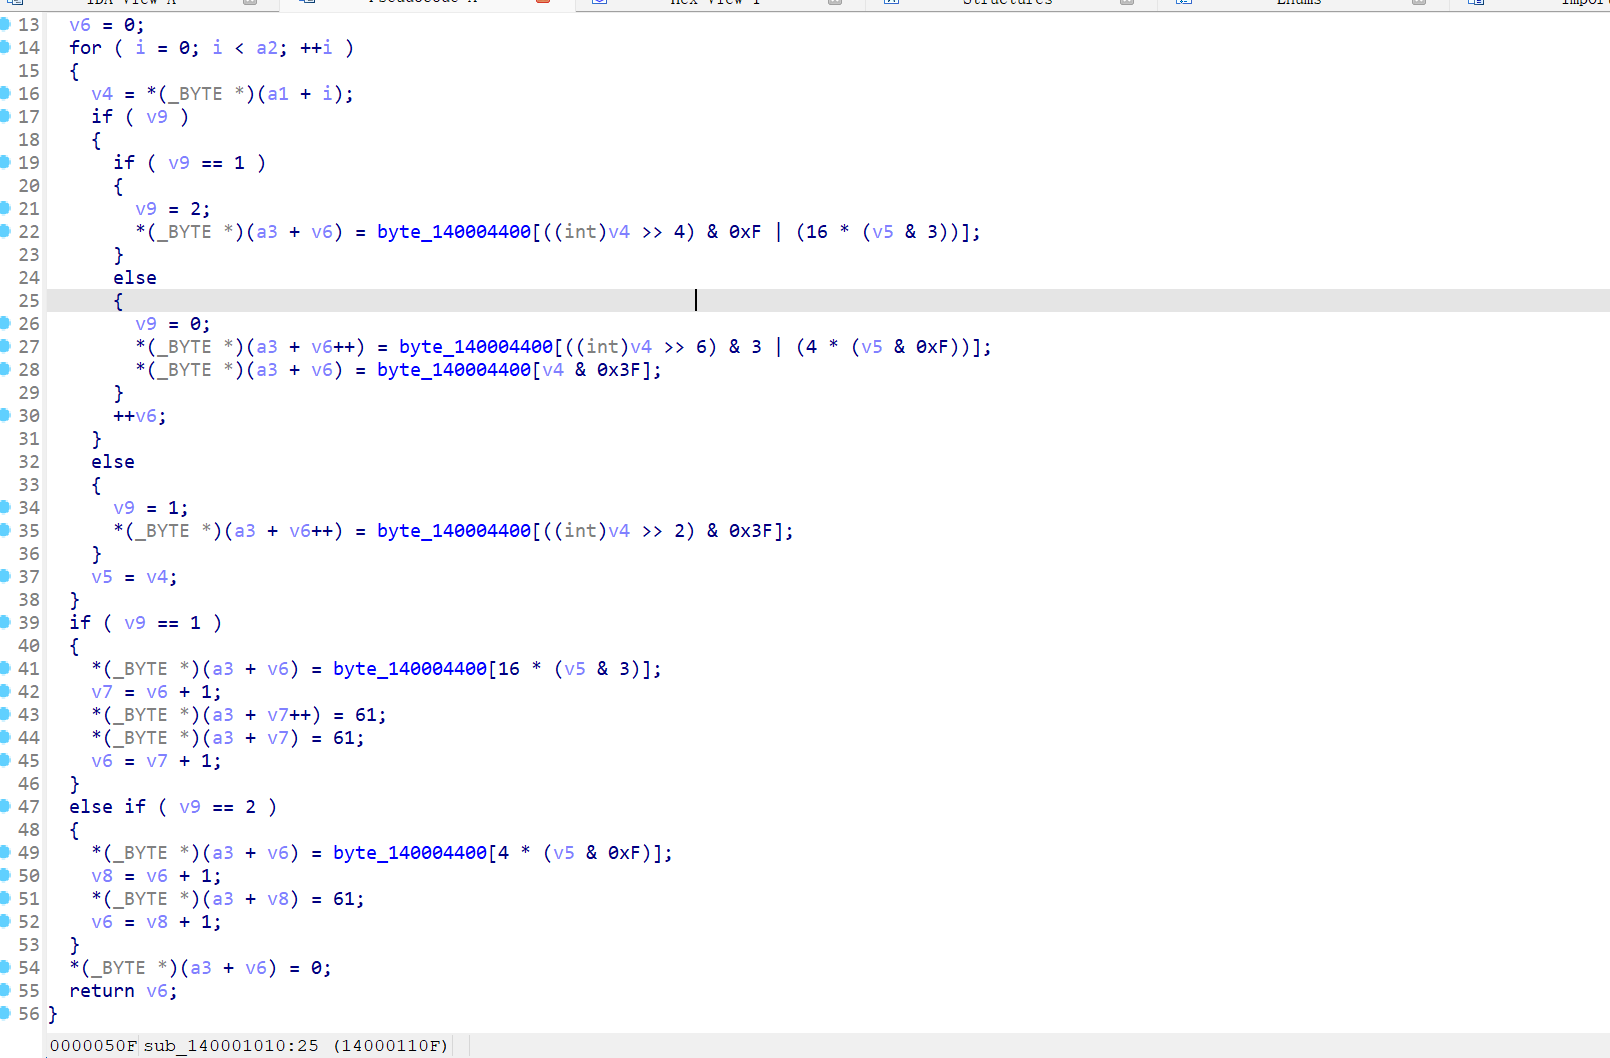 IDA View-A Pseudocode-A Hex View-1 Structures Enums
13 v6 = 0;
14 for ( i = 0; i < a2; ++i )
15 {
16 v4 = *(_BYTE *)(a1 + i);
17 if ( v9 )
18 {
19 if ( v9 == 1 )
20 {
21 v9 = 2;
22 *(_BYTE *)(a3 + v6) = byte_140004400[((int)v4 >> 4) & 0xF | (16 * (v5 & 3))];
23 }
24 else
25 {
26 v9 = 0;
27 *(_BYTE *)(a3 + v6++) = byte_140004400[((int)v4 >> 6) & 3 | (4 * (v5 & 0xF))];
28 *(_BYTE *)(a3 + v6) = byte_140004400[v4 & 0x3F];
29 }
30 ++v6;
31 }
32 else
33 {
34 v9 = 1;
35 *(_BYTE *)(a3 + v6++) = byte_140004400[((int)v4 >> 2) & 0x3F];
36 }
37 v5 = v4;
38 }
39 if ( v9 == 1 )
40 {
41 *(_BYTE *)(a3 + v6) = byte_140004400[16 * (v5 & 3)];
42 v7 = v6 + 1;
43 *(_BYTE *)(a3 + v7++) = 61;
44 *(_BYTE *)(a3 + v7) = 61;
45 v6 = v7 + 1;
46 }
47 else if ( v9 == 2 )
48 {
49 *(_BYTE *)(a3 + v6) = byte_140004400[4 * (v5 & 0xF)];
50 v8 = v6 + 1;
51 *(_BYTE *)(a3 + v8) = 61;
52 v6 = v8 + 1;
53 }
54 *(_BYTE *)(a3 + v6) = 0;
55 return v6;
56 }
0000050F sub_140001010:25 (14000110F)